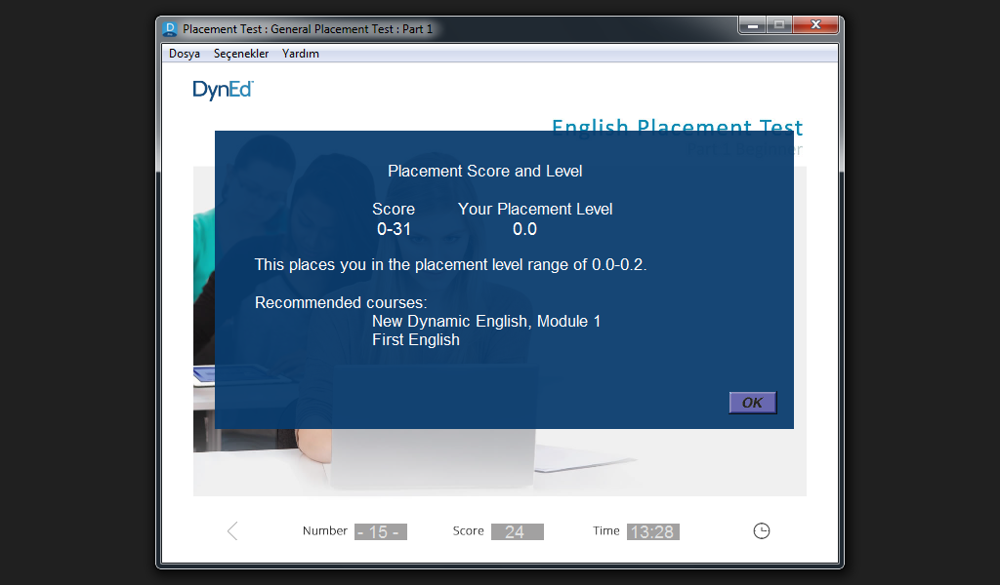 Placement Test : General Placement Test : Part 1
Dosya Seçenekler Yardım
DynEd
English Placement Test
Placement Score and Level
Score Your Placement Level
0-31 0.0
This places you in the placement level range of 0.0-0.2.
Recommended courses:
New Dynamic English, Module 1
First English
OK
Number - 15 - Score 24 Time 13:28